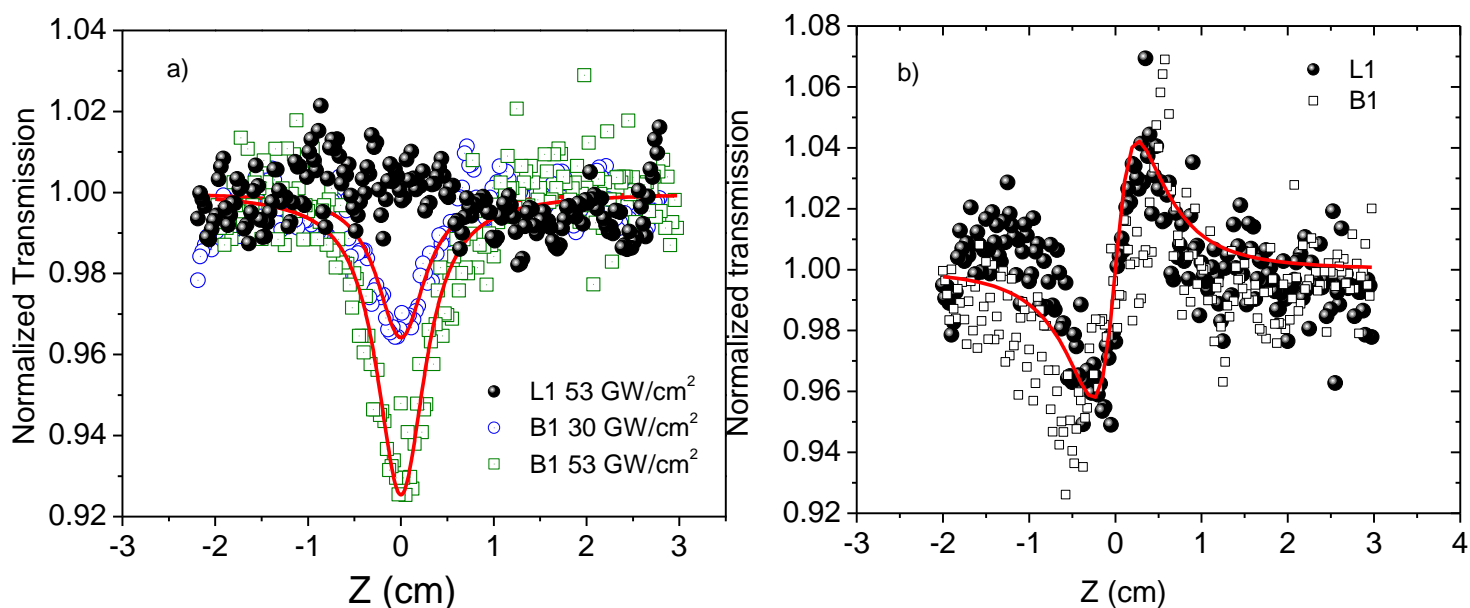 a)
1.04
1.02
1.00
0.98
0.96
0.94
0.92
Normalized Transmission
L1 53 GW/cm²
B1 30 GW/cm²
B1 53 GW/cm²
-3 -2 -1 0 1 2 3
Z (cm)
b)
1.08
1.06
1.04
1.02
1.00
0.98
0.96
0.94
0.92
Normalized transmission
L1
B1
-3 -2 -1 0 1 2 3 4
Z (cm)